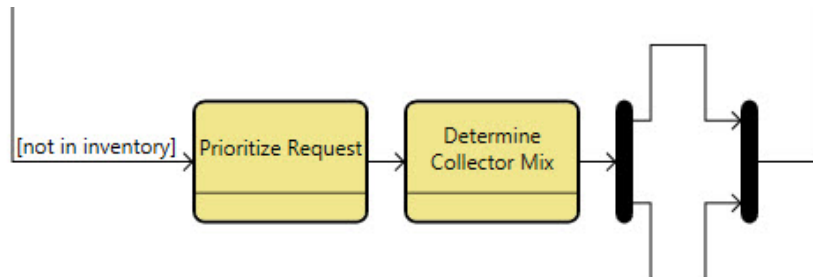 [not in inventory]
Prioritize Request
Determine
Collector Mix